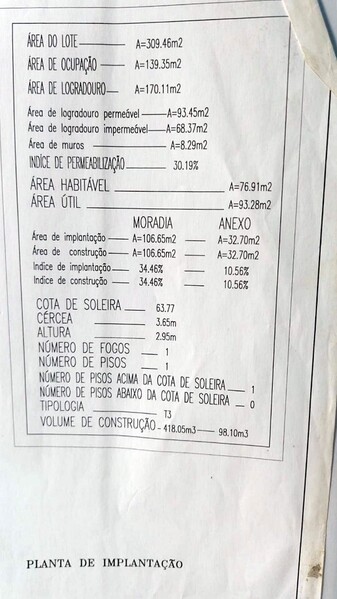 ÁREA DO LOTE —— A=309.46m2
ÁREA DE OCUPAÇÃO —— A=139.35m2
ÁREA DE LOGRADOURO—— A=170.11m2
Área de logradouro permeável—— A=93.45m2
Área de logradouro impermeável—— A=68.37m2
Área de muros —— A=8.29m2
INDÍCE DE PERMEABILIZAÇÃO—— 30.19%
ÁREA HABITÁVEL —— A=76.91m2
ÁREA ÚTIL —— A=93.28m2
MORADIA ANEXO
Área de implantação—— A=106.65m2 —— A=32.70m2
Área de construção—— A=106.65m2 —— A=32.70m2
Indice de implantação—— 34.46% —— 10.56%
Indice de construção—— 34.46% —— 10.56%
COTA DE SOLEIRA —— 63.77
CÉRCEA —— 3.65m
ALTURA —— 2.95m
NÚMERO DE FOGOS — 1
NÚMERO DE PISOS — 1
NÚMERO DE PISOS ACIMA DA COTA DE SOLEIRA — 1
NÚMERO DE PISOS ABAIXO DA COTA DE SOLEIRA — 0
TIPOLOGIA —— T3
VOLUME DE CONSTRUÇÃO - 418.05m3 —— 98.10m3
PLANTA DE IMPLANTAÇÃO